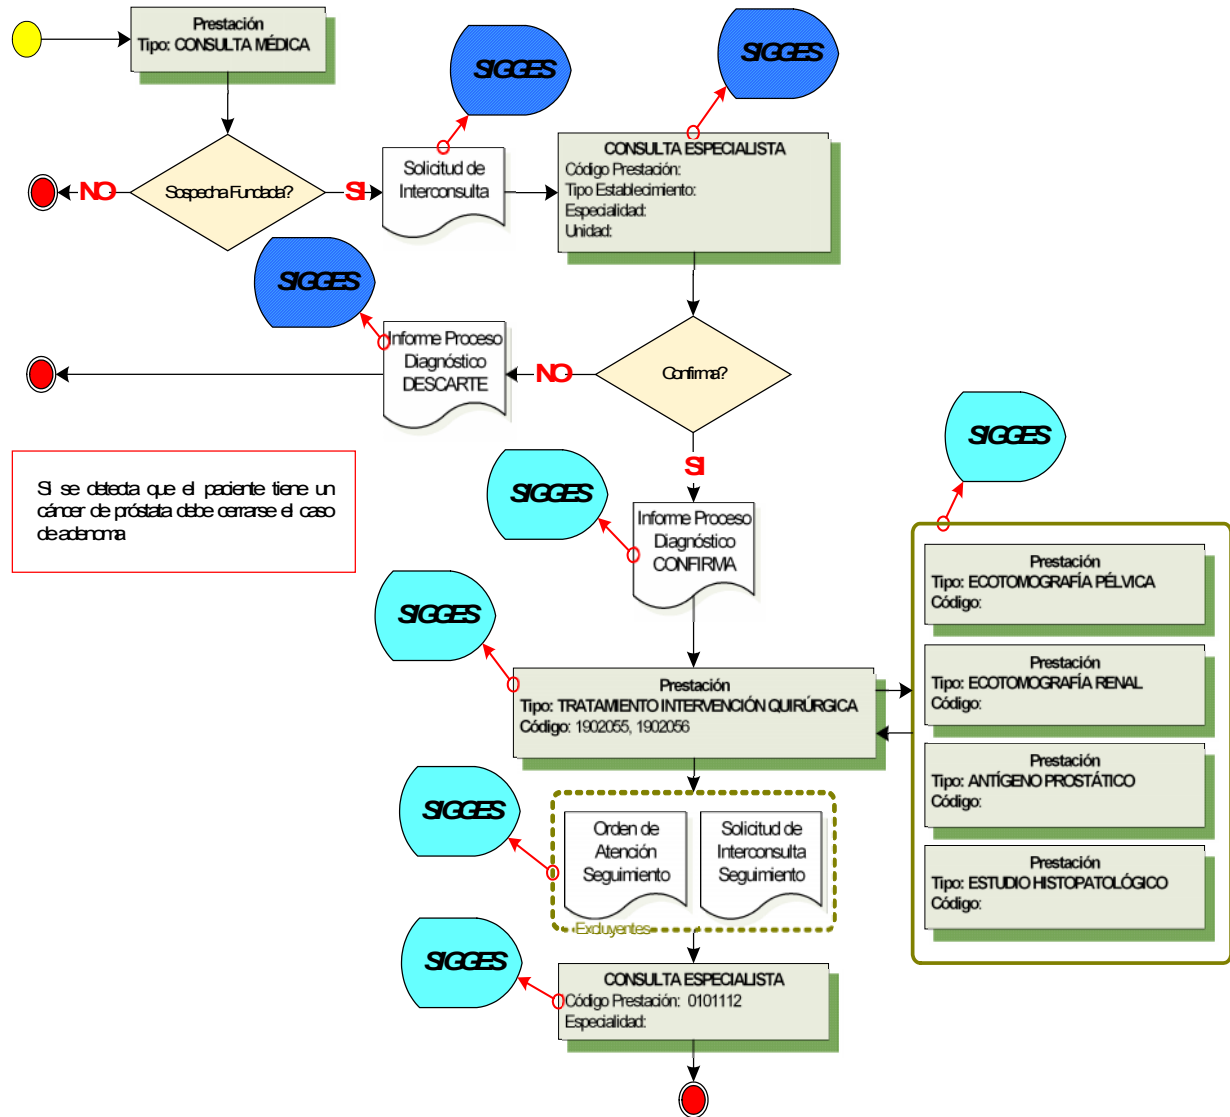 Prestación
Tipo: CONSULTA MÉDICA
SIGGES
SIGGES
Sospecha Fundada?
NO
SI
Solicitud de
Interconsulta
CONSULTA ESPECIALISTA
Código Prestación:
Tipo Establecimiento:
Especialidad:
Unidad:
SIGGES
Informe Proceso
Diagnóstico
DESCARTE
NO
Confirma?
SI
SIGGES
Si se detecta que el paciente tiene un
cáncer de próstata debe cerrarse el caso
de adenoma
SIGGES
Informe Proceso
Diagnóstico
CONFIRMA
SIGGES
Prestación
Tipo: TRATAMIENTO INTERVENCIÓN QUIRÚRGICA
Código: 1902055, 1902056
Prestación
Tipo: ECOTOMOGRAFÍA PÉLVICA
Código:
Prestación
Tipo: ECOTOMOGRAFÍA RENAL
Código:
Prestación
Tipo: ANTÍGENO PROSTÁTICO
Código:
Prestación
Tipo: ESTUDIO HISTOPATOLÓGICO
Código:
SIGGES
Orden de
Atención
Seguimiento
Solicitud de
Interconsulta
Seguimiento
Excluyentes
SIGGES
CONSULTA ESPECIALISTA
Código Prestación: 0101112
Especialidad: